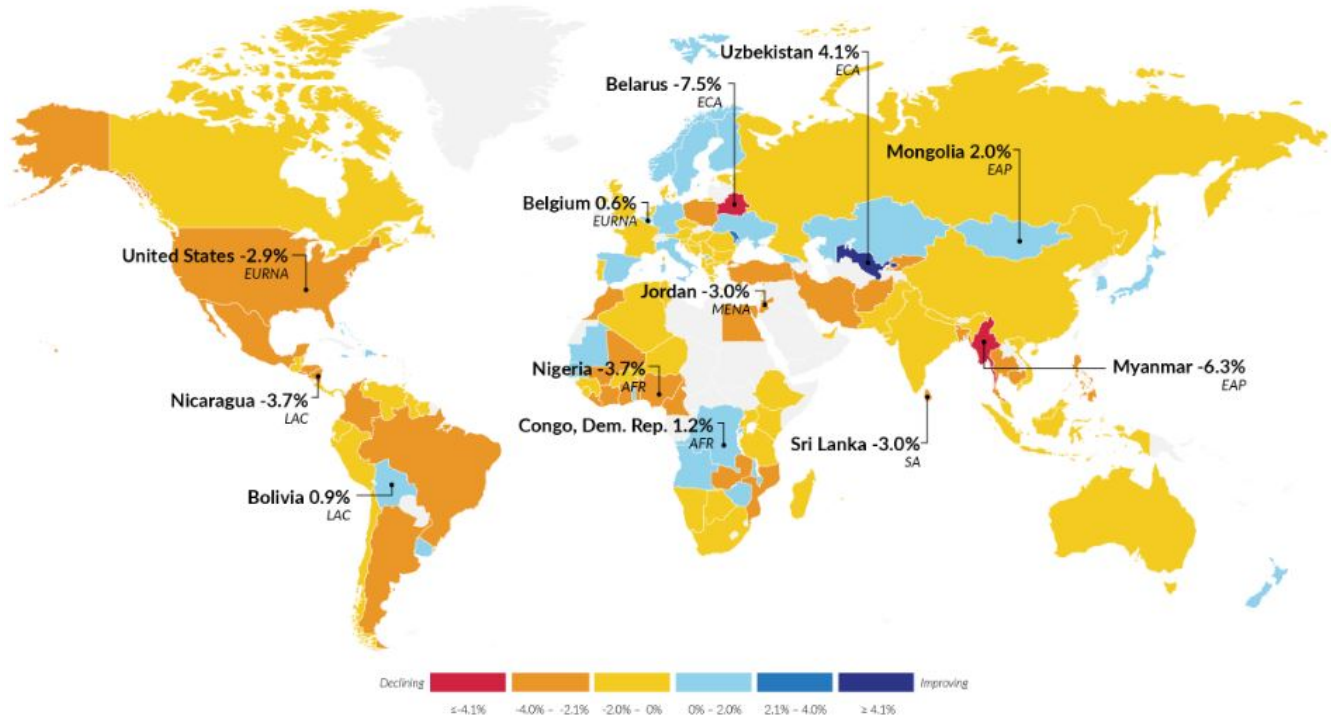 Uzbekistan 4.1%
ECA
Belarus -7.5%
ECA
Mongolia 2.0%
EAP
Belgium 0.6%
EURNA
United States -2.9%
EURNA
Jordan -3.0%
MENA
Nigeria -3.7%
AFR
Myanmar -6.3%
EAP
Nicaragua -3.7%
LAC
Congo, Dem. Rep. 1.2%
AFR
Sri Lanka -3.0%
SA
Bolivia 0.9%
LAC
Declining
Improving
≤-4.1%
-4.0% – -2.1%
-2.0% – 0%
0% – 2.0%
2.1% – 4.0%
≥ 4.1%